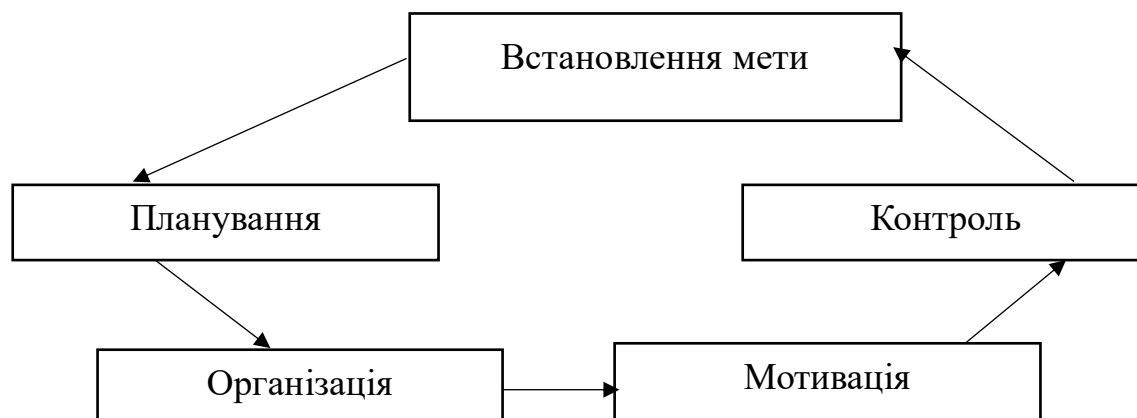 Встановлення мети
Планування
Контроль
Організація
Мотивація